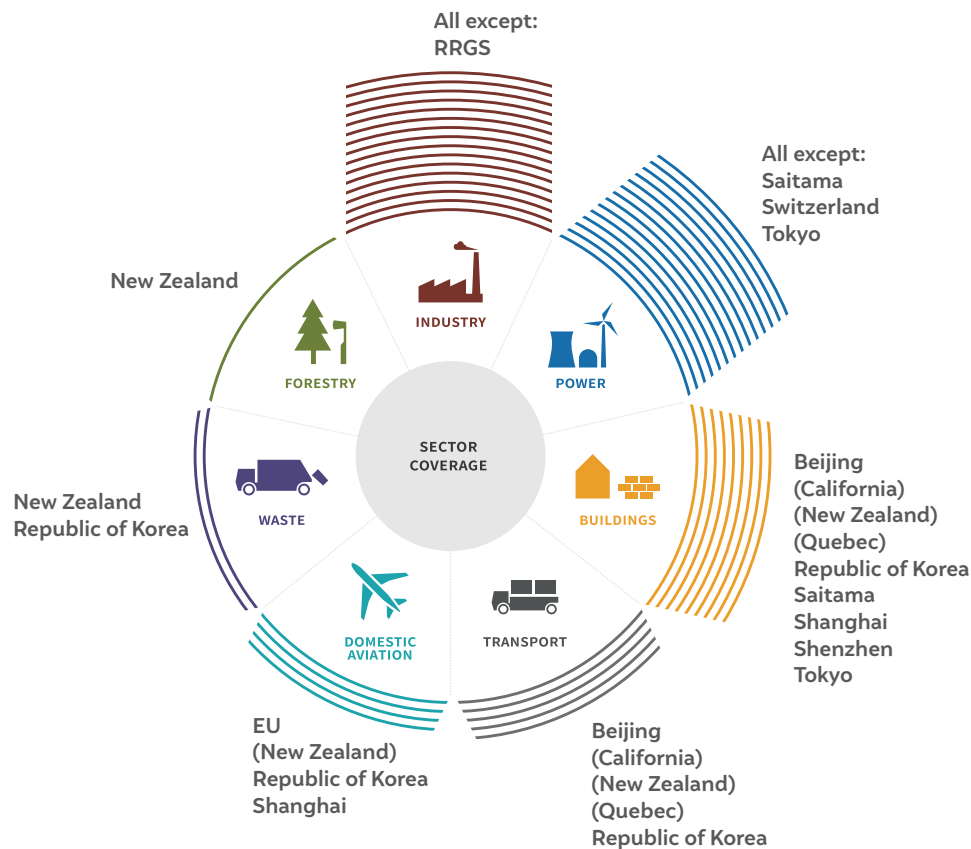 All except:
RRGS
INDUSTRY
All except:
Saitama
Switzerland
Tokyo
POWER
Beijing
(California)
(New Zealand)
(Quebec)
Republic of Korea
Saitama
Shanghai
Shenzhen
Tokyo
BUILDINGS
Beijing
(California)
(New Zealand)
(Quebec)
Republic of Korea
TRANSPORT
EU
(New Zealand)
Republic of Korea
Shanghai
DOMESTIC
AVIATION
New Zealand
Republic of Korea
WASTE
New Zealand
FORESTRY
SECTOR
COVERAGE